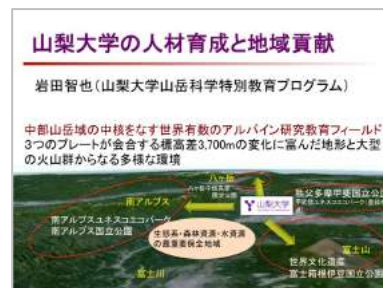 山梨大学の人材育成と地域貢献
岩田智也(山梨大学山岳科学特別教育プログラム)
中部山岳域の中核をなす世界有数のアルパイン研究教育フィールド
3つのプレートが会合する標高差3,700mの変化に富んだ地形と大型
の火山群からなる多様な環境
八ヶ岳
南アルプス
山梨大学
秩父多摩甲斐国立公
南アルプスユネスコエコパーク
南アルプス国立公園
生態系・森林資源・水資源
の最重要保全地域
富士山
世界文化遺産
富士箱根伊豆国立公
富士川